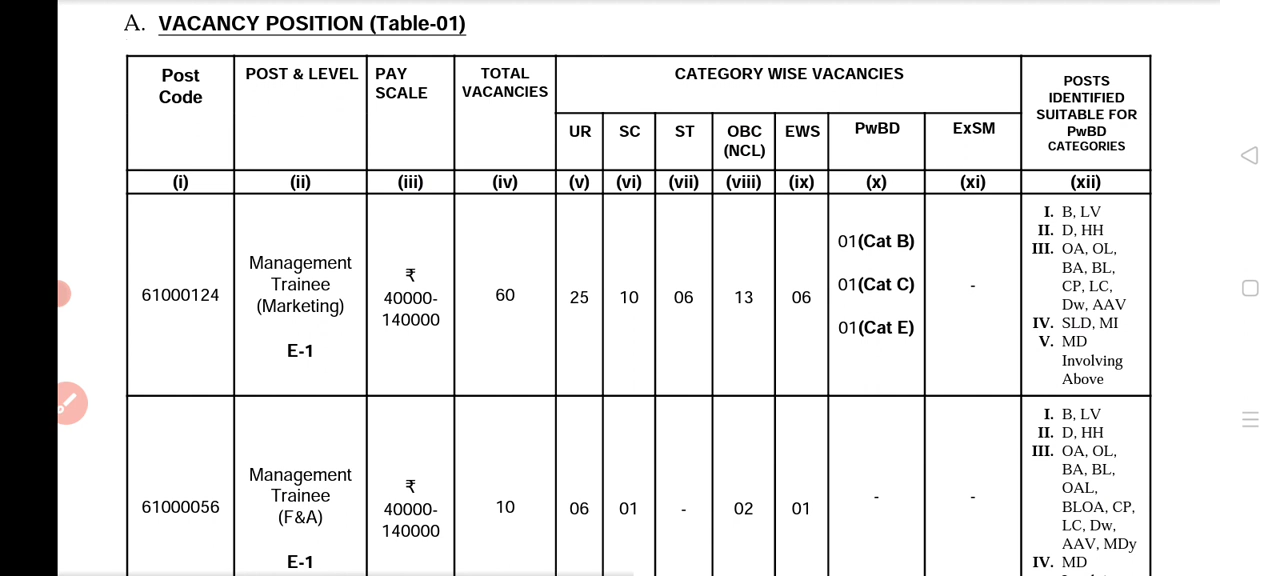 A. VACANCY POSITION (Table-01)
Post Code
POST & LEVEL
PAY SCALE
TOTAL VACANCIES
CATEGORY WISE VACANCIES
POSTS IDENTIFIED SUITABLE FOR PwBD CATEGORIES
UR SC ST OBC (NCL) EWS PwBD ExSM
(i) (ii) (iii) (iv) (v) (vi) (vii) (viii) (ix) (x) (xi) (xii)
61000124
Management
Trainee
(Marketing)
E-1
₹
40000-
140000
60
25
10
06
13
06
01(Cat B)
01(Cat C)
01(Cat E)
-
I. B, LV
II. D, HH
III. OA, OL,
BA, BL,
CP, LC,
Dw, AAV
IV. SLD, MI
V. MD
Involving
Above
61000056
Management
Trainee
(F&A)
E-1
₹
40000-
140000
10
06
01
-
02
01
-
-
I. B, LV
II. D, HH
III. OA, OL,
BA, BL,
OAL,
BLOA, CP,
LC, Dw,
AAV, MDy
IV. MD